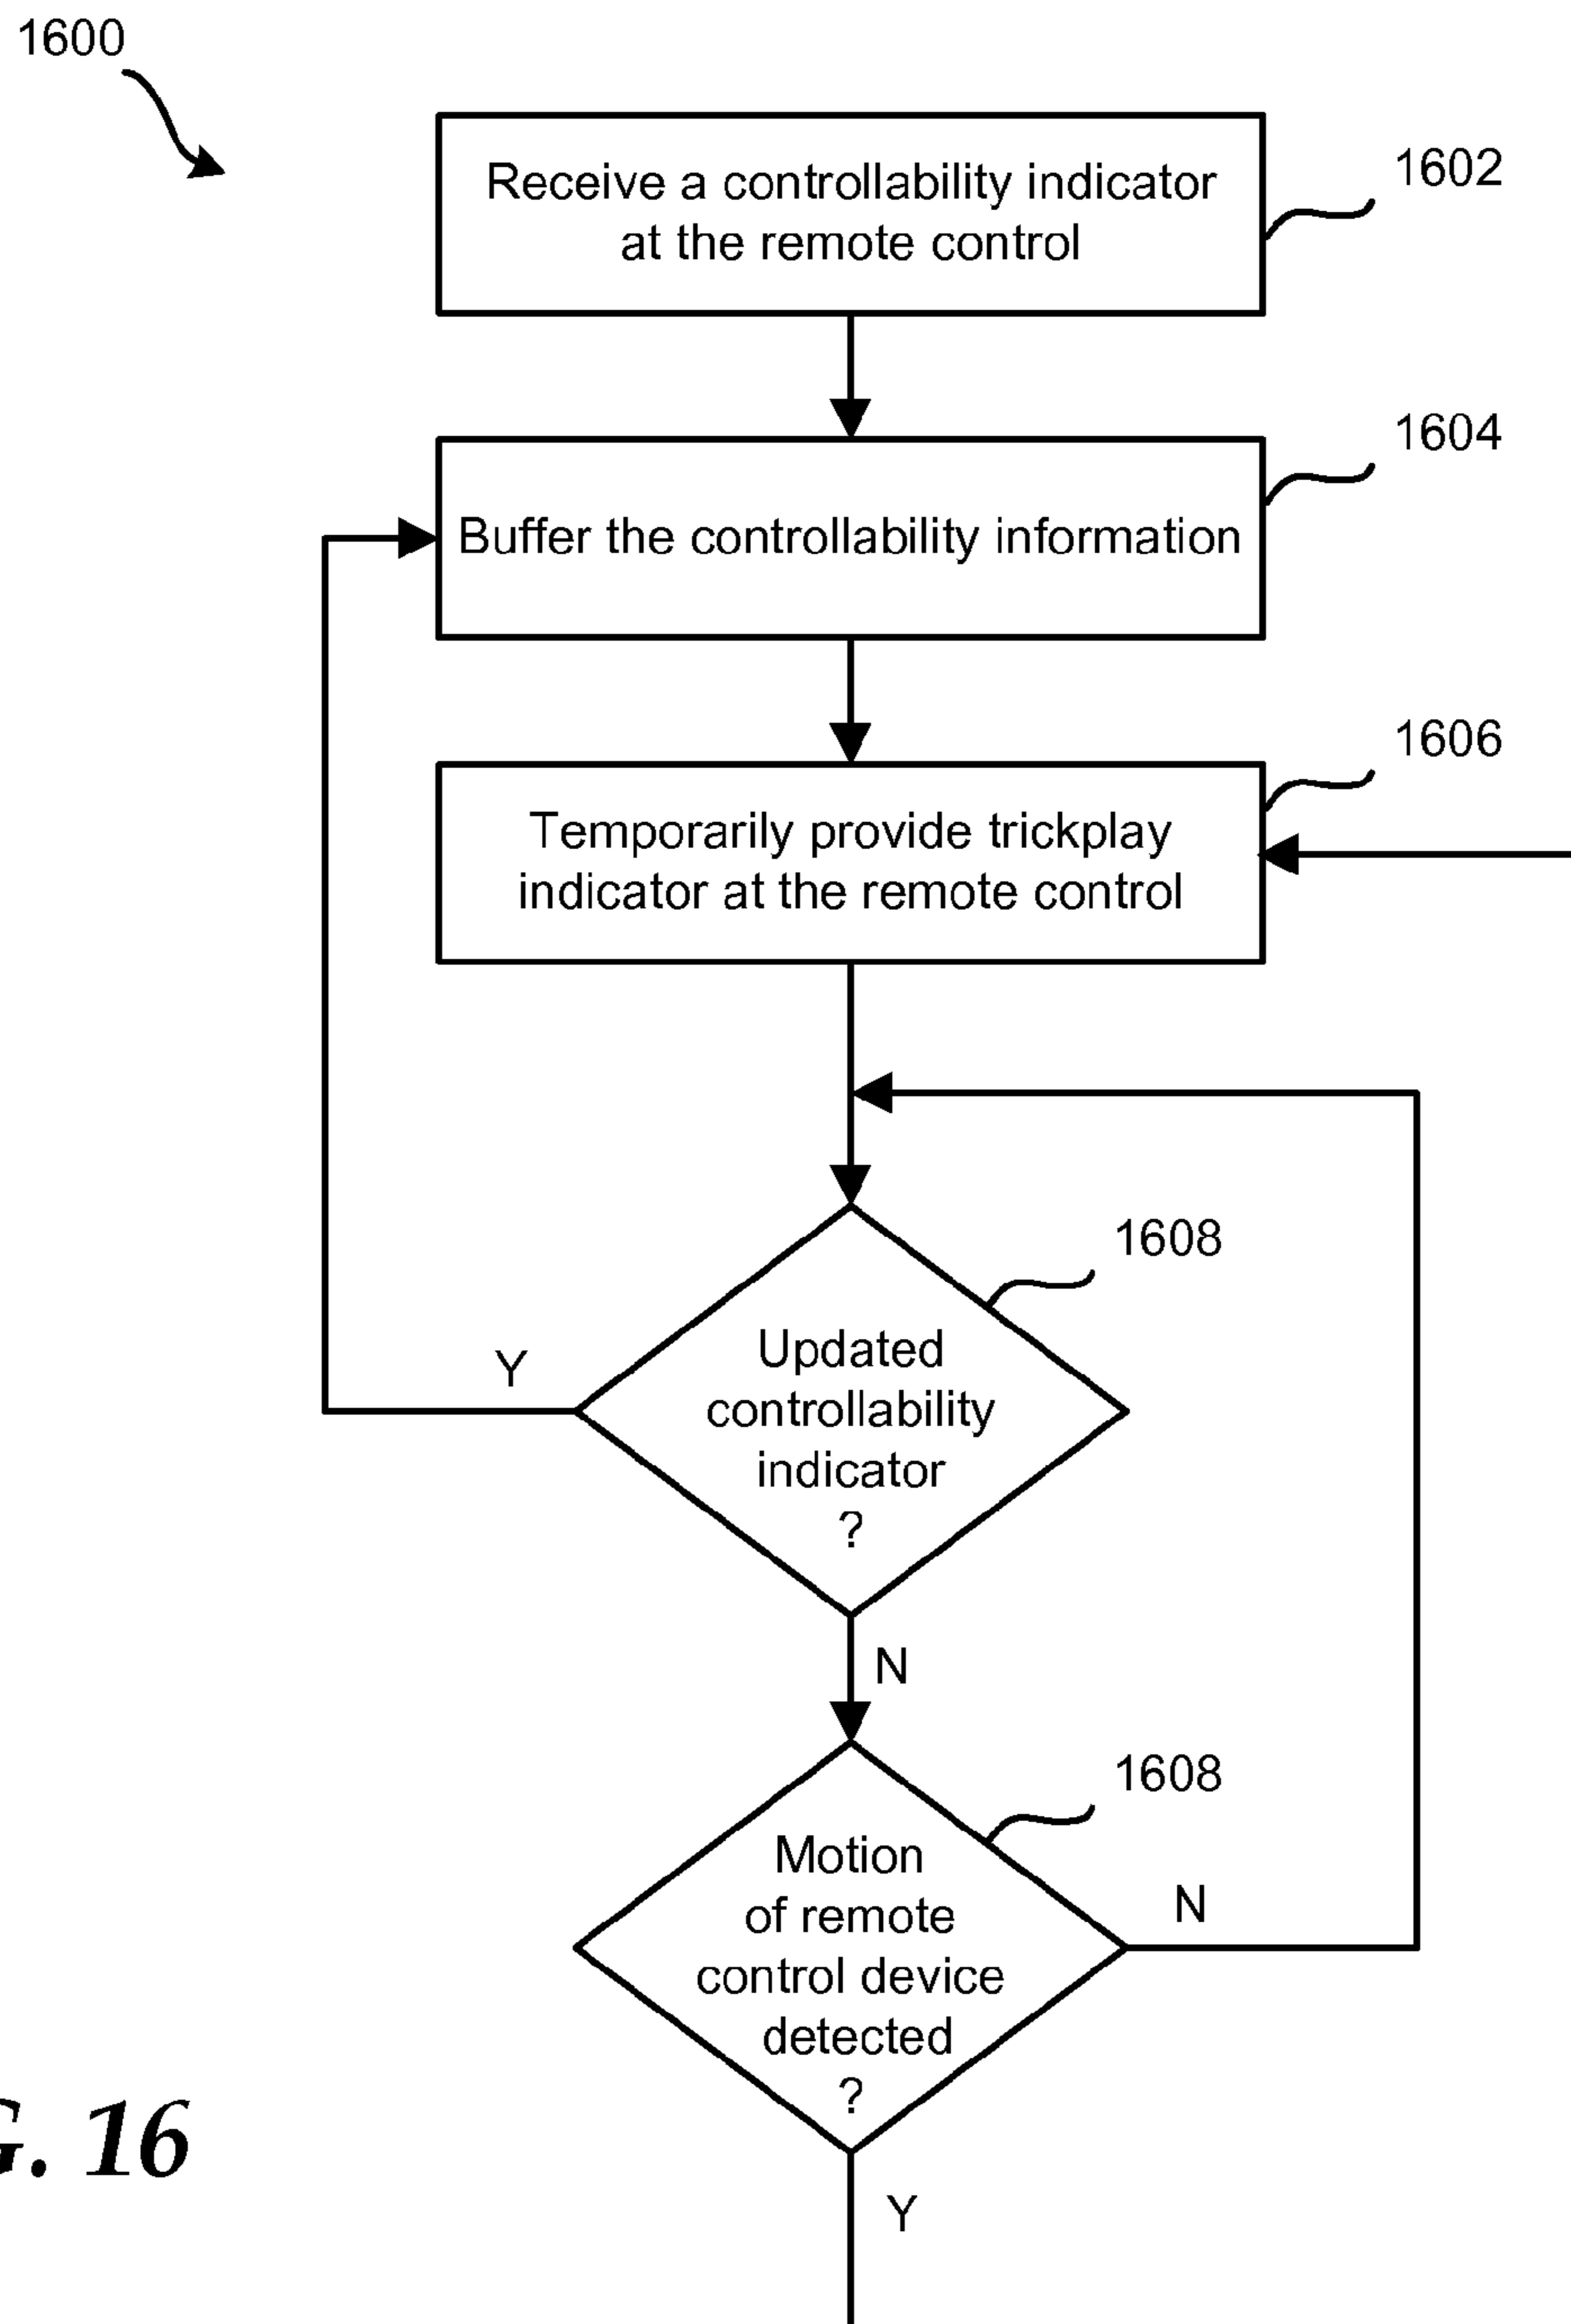 1600
Receive a controllability indicator
at the remote control
1602
Buffer the controllability information
1604
Temporarily provide trickplay
indicator at the remote control
1606
Updated
controllability
indicator
?
1608
Y
N
Motion
of remote
control device
detected
?
1608
N
Y
G. 16